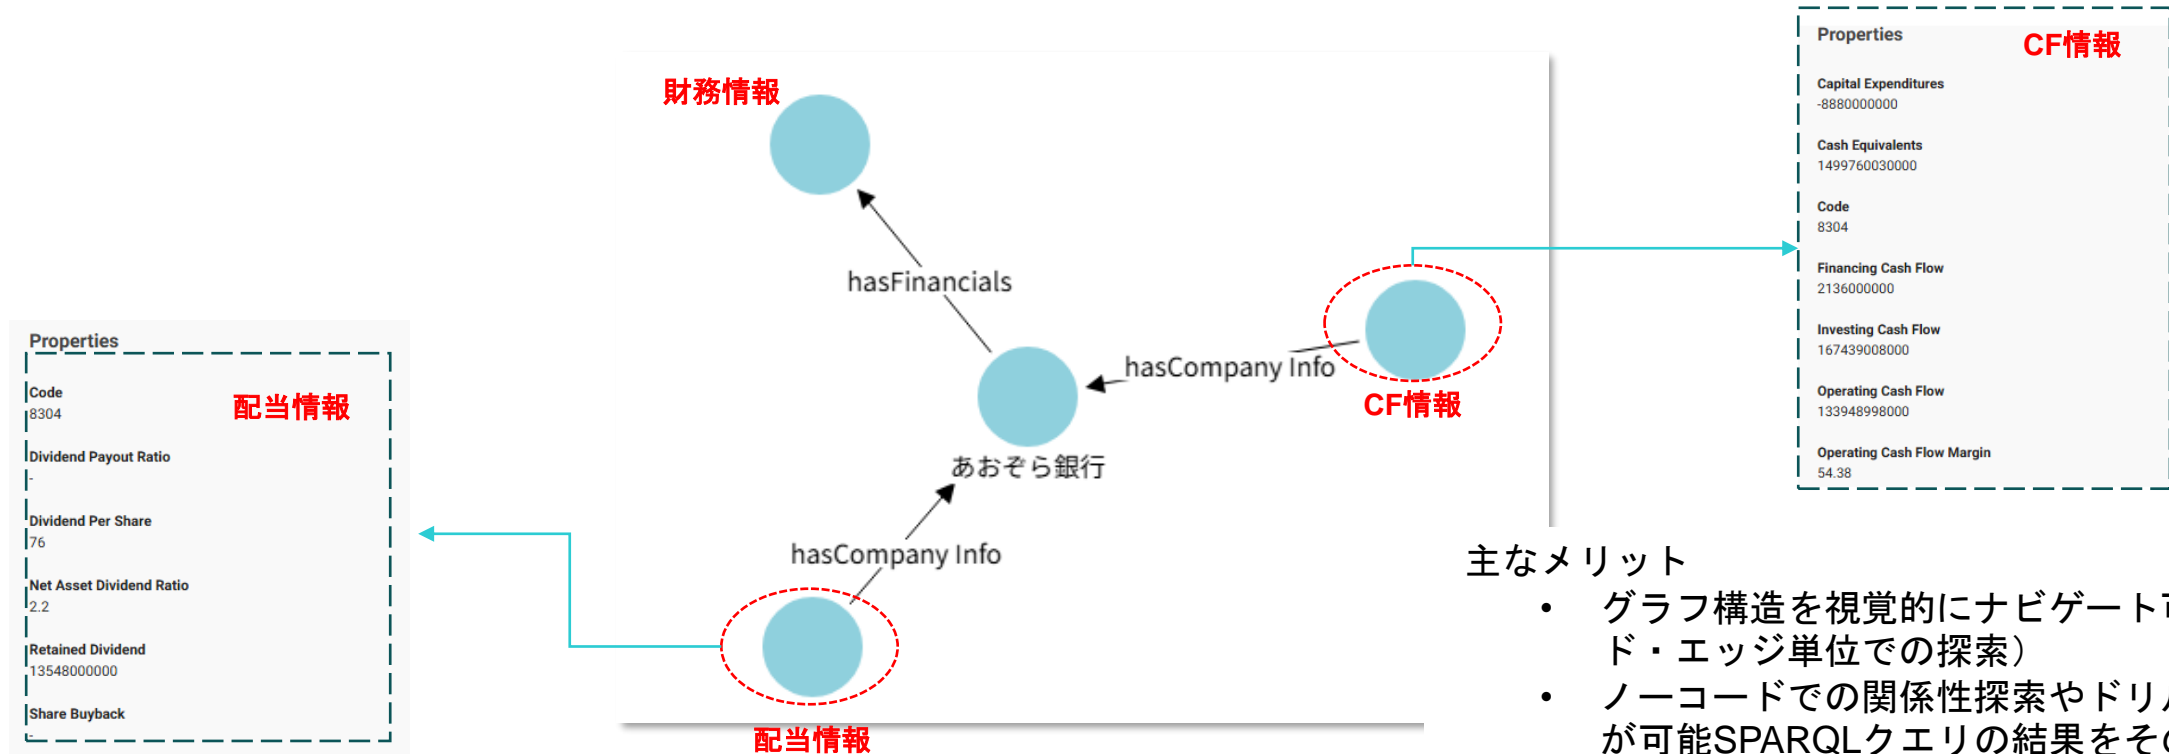 Properties
配当情報
Code
8304
Dividend Payout Ratio
-
Dividend Per Share
76
Net Asset Dividend Ratio
2.2
Retained Dividend
13548000000
Share Buyback
-
財務情報
hasFinancials
hasCompany Info
CF情報
あおぞら銀行
hasCompany Info
配当情報
Properties
CF情報
Capital Expenditures
-8880000000
Cash Equivalents
1499760030000
Code
8304
Financing Cash Flow
2136000000
Investing Cash Flow
167439008000
Operating Cash Flow
133948998000
Operating Cash Flow Margin
54.38
主なメリット
• グラフ構造を視覚的にナビゲート
ド・エッジ単位での探索）
• ノーコードでの関係性探索やドリ
が可能SPARQLクエリの結果をその